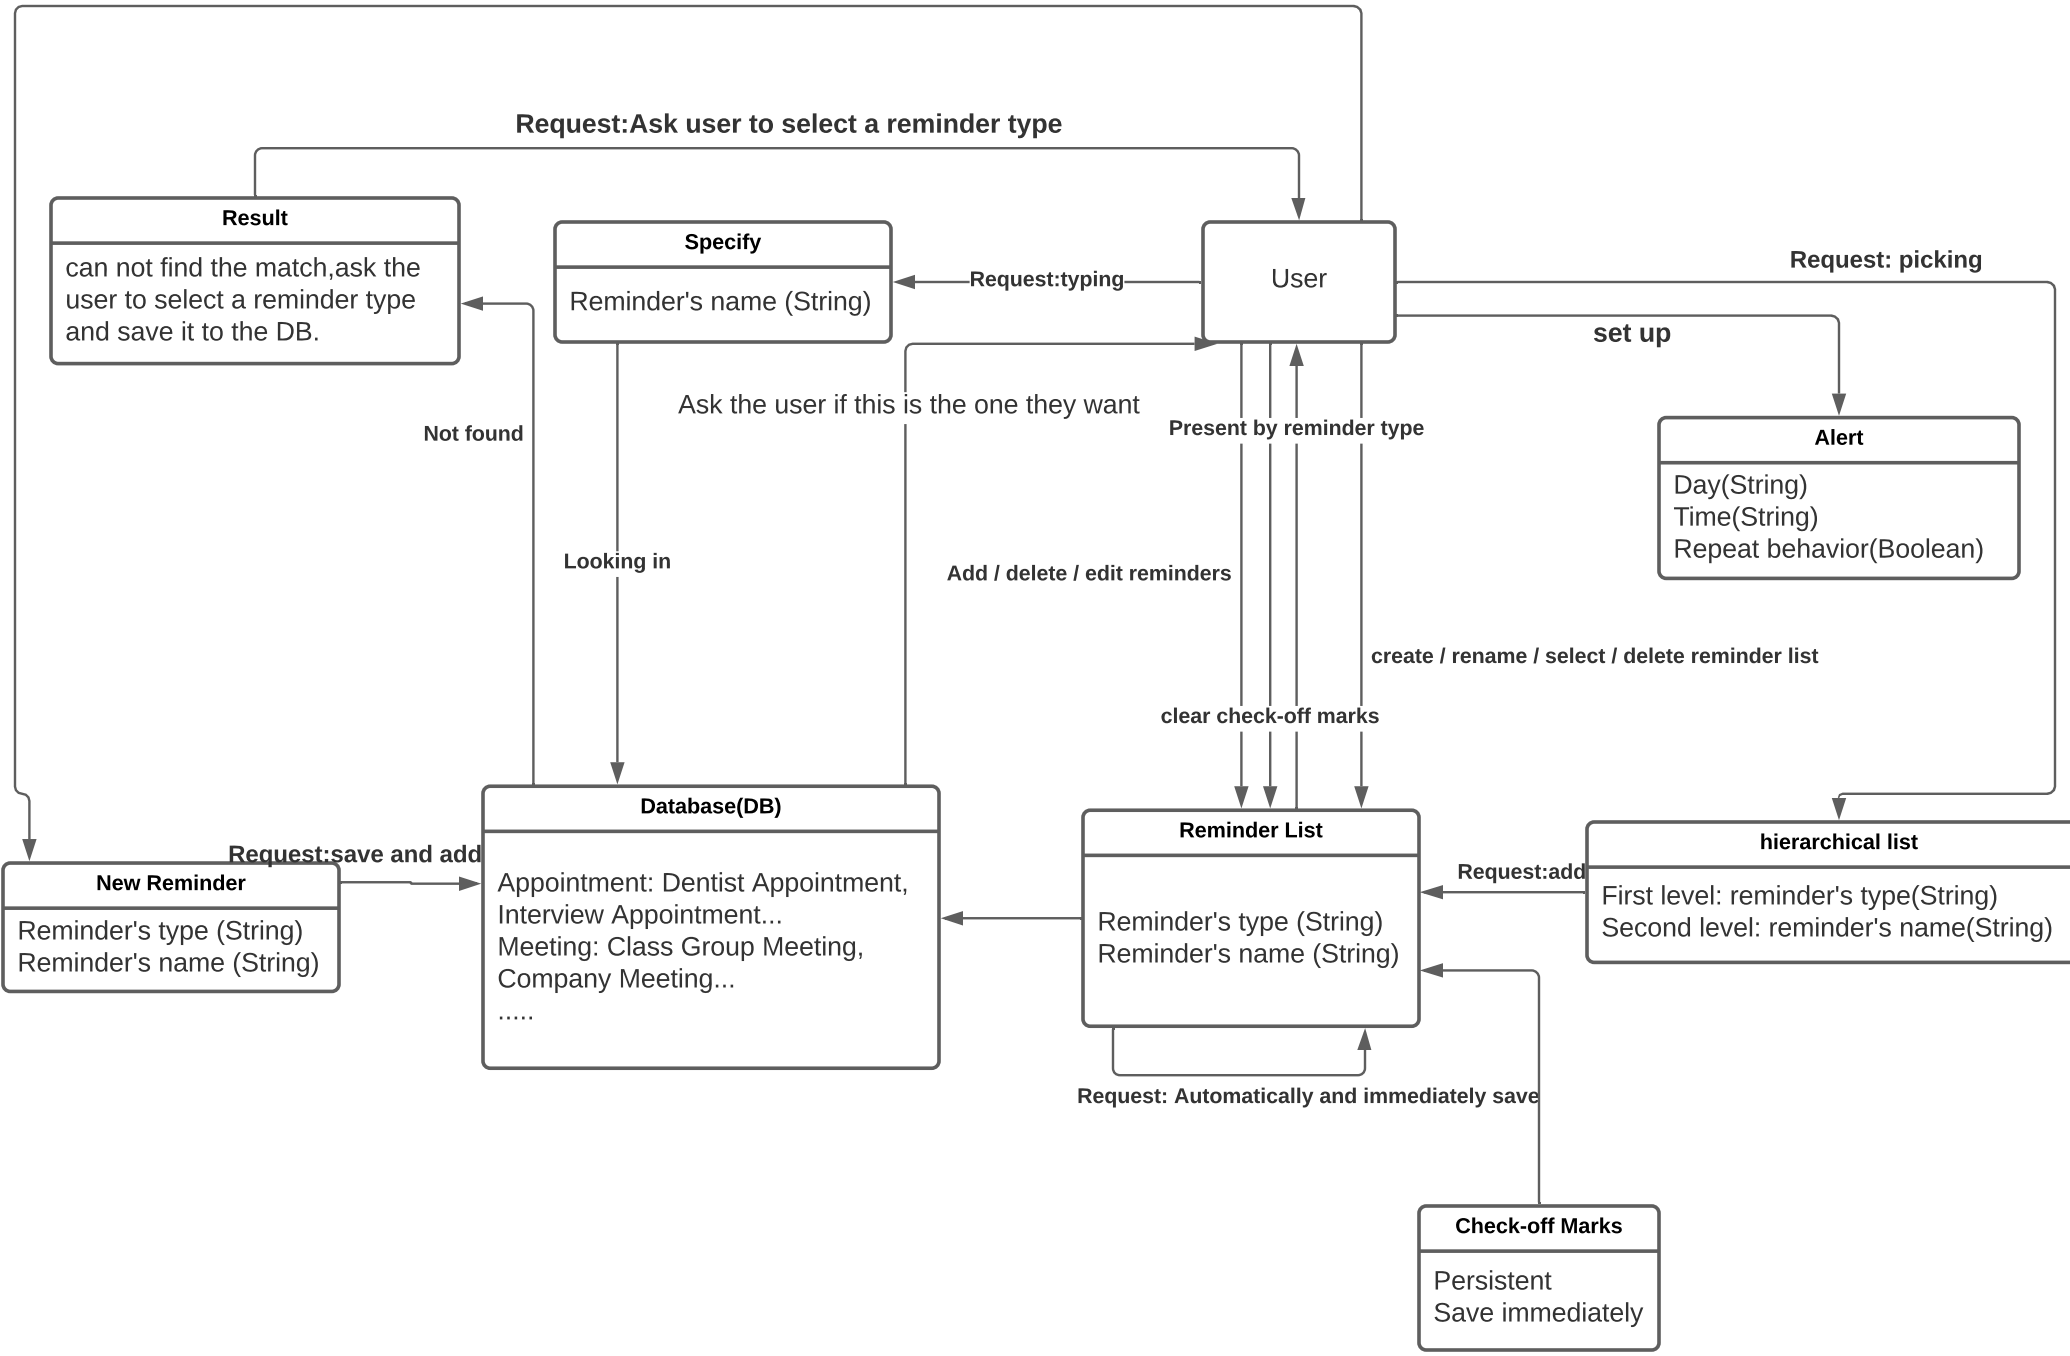 Request:Ask user to select a reminder type
Result
can not find the match,ask the
user to select a reminder type
and save it to the DB.
Specify
Reminder's name (String)
Request:typing
User
Request: picking
set up
Ask the user if this is the one they want
Not found
Present by reminder type
Alert
Day(String)
Time(String)
Repeat behavior(Boolean)
Looking in
Add / delete / edit reminders
create / rename / select / delete reminder list
clear check-off marks
Request:save and add
New Reminder
Reminder's type (String)
Reminder's name (String)
Database(DB)
Appointment: Dentist Appointment,
Interview Appointment...
Meeting: Class Group Meeting,
Company Meeting...
.....
Reminder List
Reminder's type (String)
Reminder's name (String)
Request:add
hierarchical list
First level: reminder's type(String)
Second level: reminder's name(String)
Request: Automatically and immediately save
Check-off Marks
Persistent
Save immediately